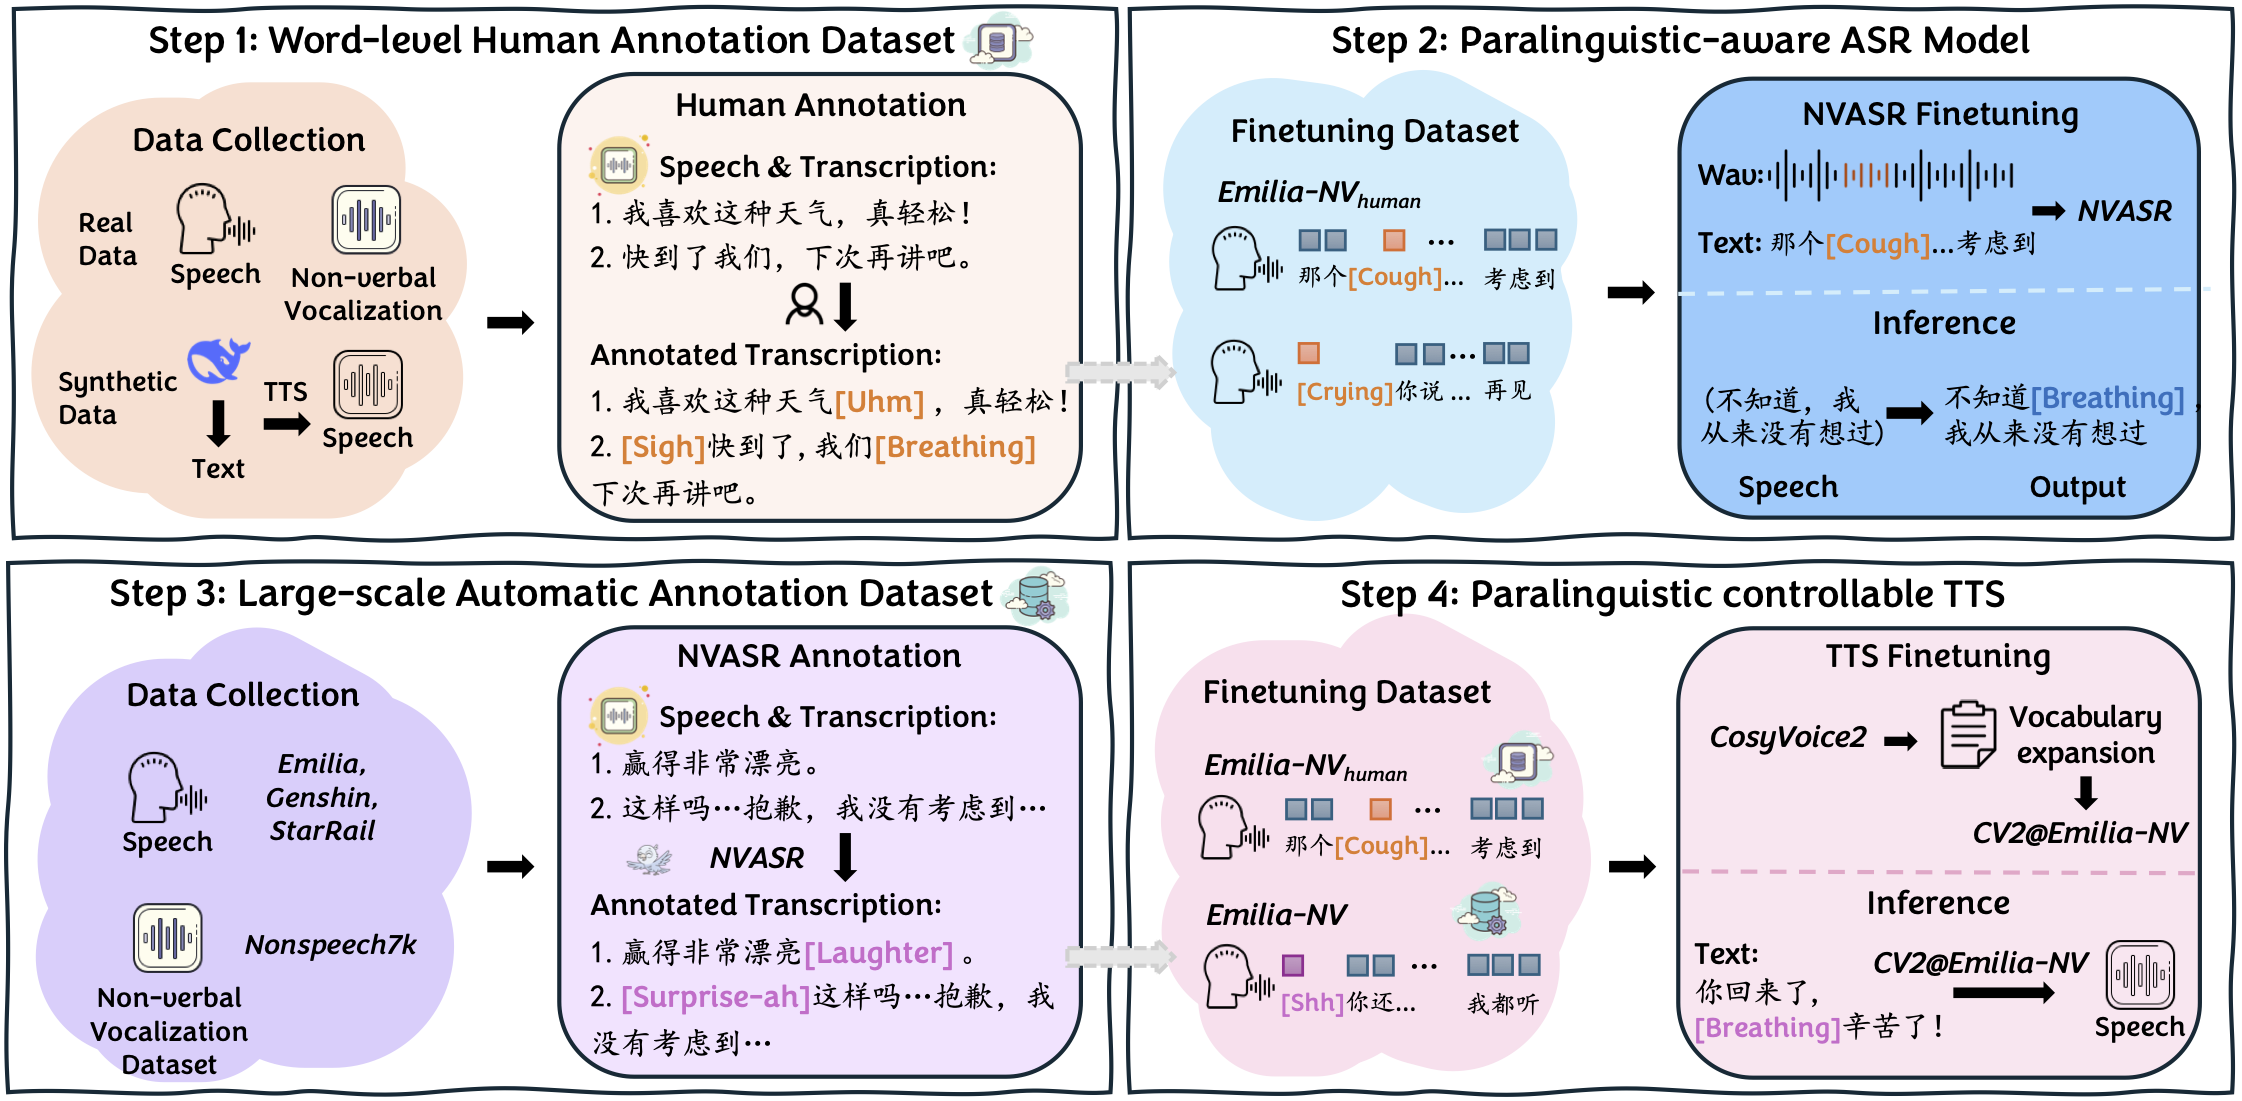 Step 1: Word-level Human Annotation Dataset
Data Collection
Real
Data
Speech
Non-verbal
Vocalization
Synthetic
Data
TTS
Speech
Text
Human Annotation
Speech & Transcription:
1. 我喜欢这种天气，真轻松！
2. 快到了我们，下次再讲吧。
Annotated Transcription:
1. 我喜欢这种天气[Uhm] ，真轻松！
2. [Sigh]快到了,我们[Breathing]
下次再讲吧。
Step 2: Paralinguistic-aware ASR Model
Finetuning Dataset
Emilia-NVhuman
...
那个[Cough]... 考虑到
...
[Crying]你说 ... 再见
NVASR Finetuning
Wav:
NVASR
Text: 那个[Cough]...考虑到
Inference
(不知道，我
从来没有想过)
不知道[Breathing] ，
我从来没有想过
Speech
Output
Step 3: Large-scale Automatic Annotation Dataset
Data Collection
Speech
Emilia,
Genshin,
StarRail
Nonspeech7k
Non-verbal
Vocalization
Dataset
NVASR Annotation
Speech & Transcription:
1. 赢得非常漂亮。
2. 这样吗…抱歉，我没有考虑到…
NVASR
Annotated Transcription:
1. 赢得非常漂亮[Laughter] 。
2. [Surprise-ah]这样吗…抱歉，我
没有考虑到…
Step 4: Paralinguistic controllable TTS
Finetuning Dataset
Emilia-NVhuman
...
那个[Cough]... 考虑到
Emilia-NV
...
[Shh]你还... 我都听
TTS Finetuning
CosyVoice2
Vocabulary
expansion
CV2@Emilia-NV
Inference
Text:
你回来了,
[Breathing]辛苦了！
CV2@Emilia-NV
Speech